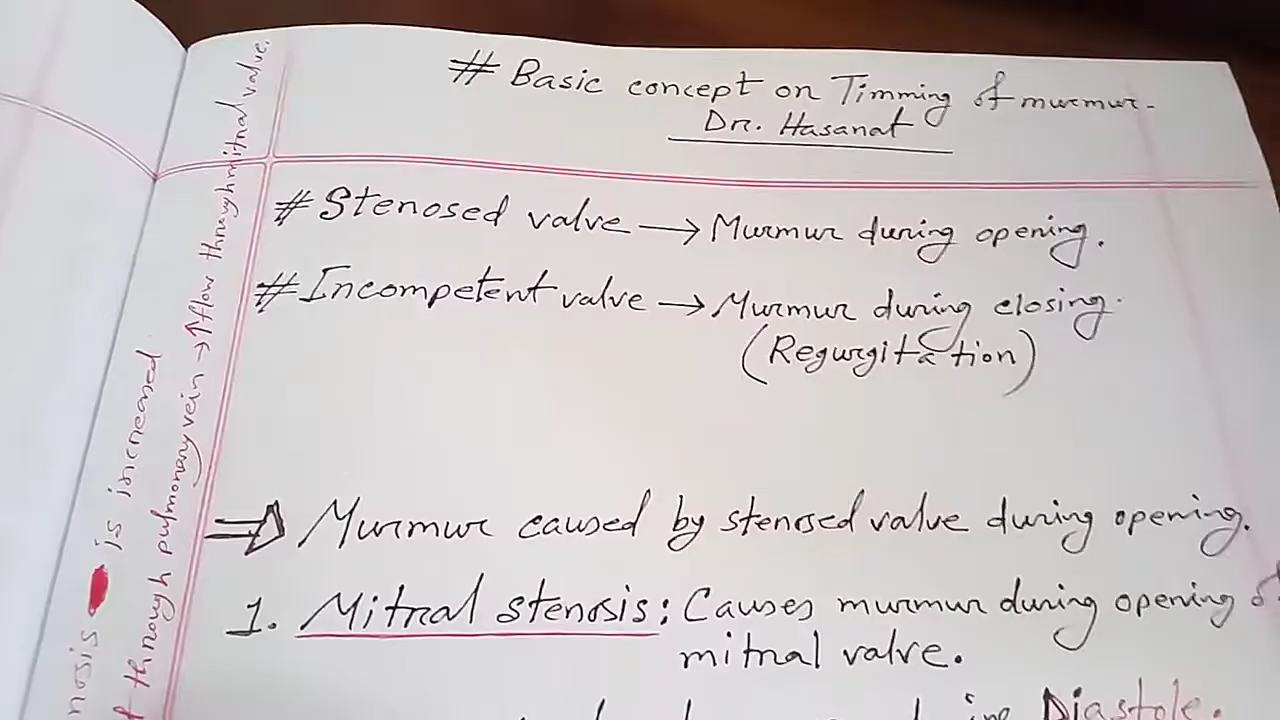 # Basic concept on Timming of murmur.
Dr. Hasanat
# Stenosed valve → Murmur during opening.
# Incompetent valve → Murmur during closing.
(Regurgitation)
⇒ Murmur caused by stenosed valve during opening.
1. Mitral stenosis: Causes murmur during opening of
mitral valve.
Diastole.
nosis is increased
through pulmonary vein → ↑flow through mitral valve.